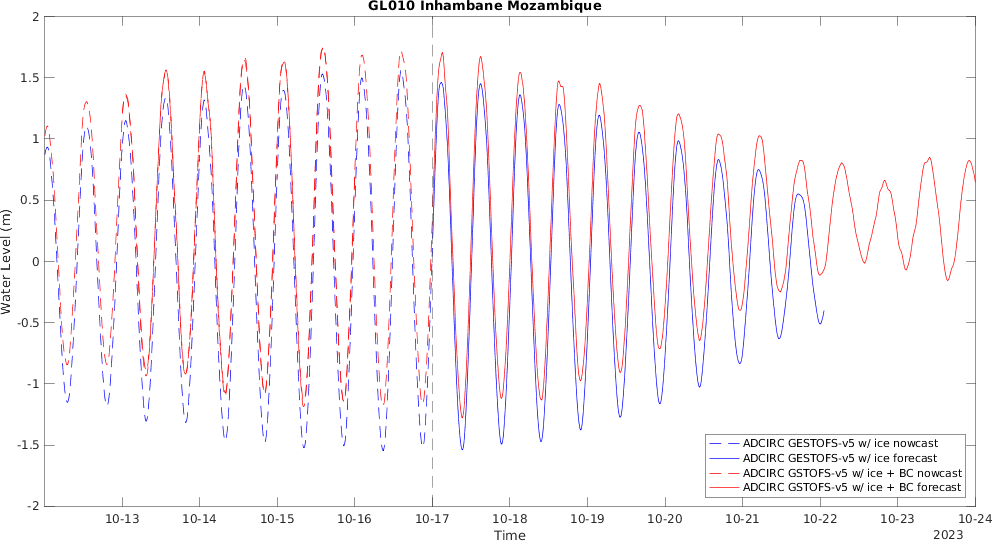 GL010 Inhambane Mozambique
2
1.5
1
0.5
0
-0.5
-1
-1.5
-2
Water Level (m)
ADCIRC GESTOFS-v5 w/ ice nowcast
ADCIRC GESTOFS-v5 w/ ice forecast
ADCIRC GSTOFS-v5 w/ ice + BC nowcast
ADCIRC GSTOFS-v5 w/ ice + BC forecast
10-13 10-14 10-15 10-16 10-17 10-18 10-19 10-20 10-21 10-22 10-23 10-24
Time
2023